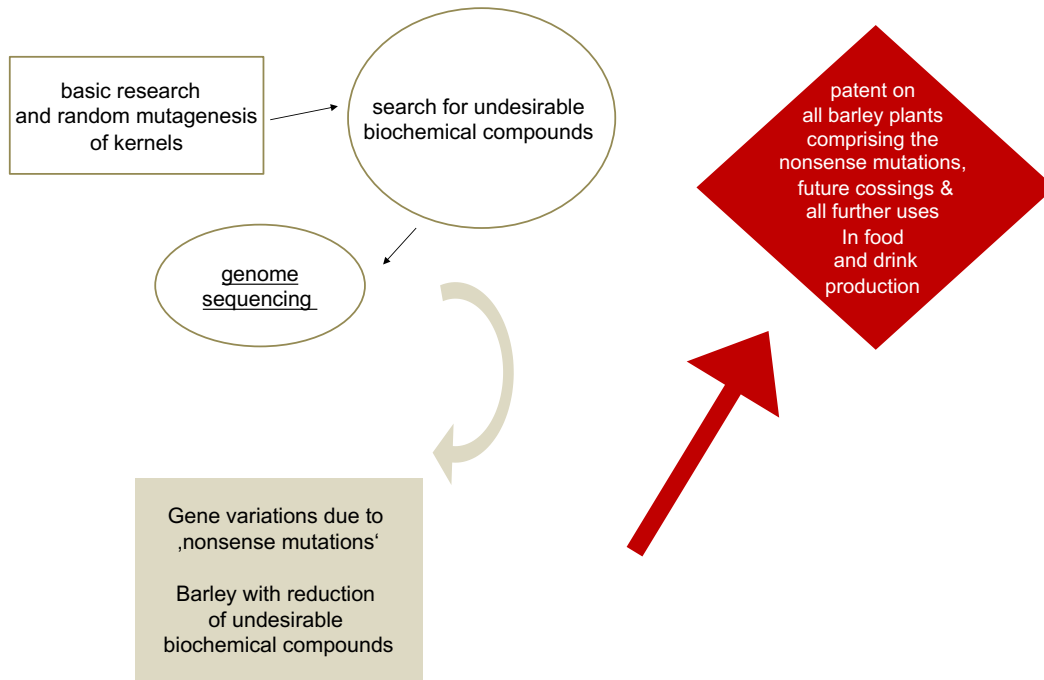 basic research
and random mutagenesis
of kernels
search for undesirable
biochemical compounds
genome
sequencing
Gene variations due to
‚nonsense mutations‘
Barley with reduction
of undesirable
biochemical compounds
patent on
all barley plants
comprising the
nonsense mutations,
future cossings &
all further uses
In food
and drink
production